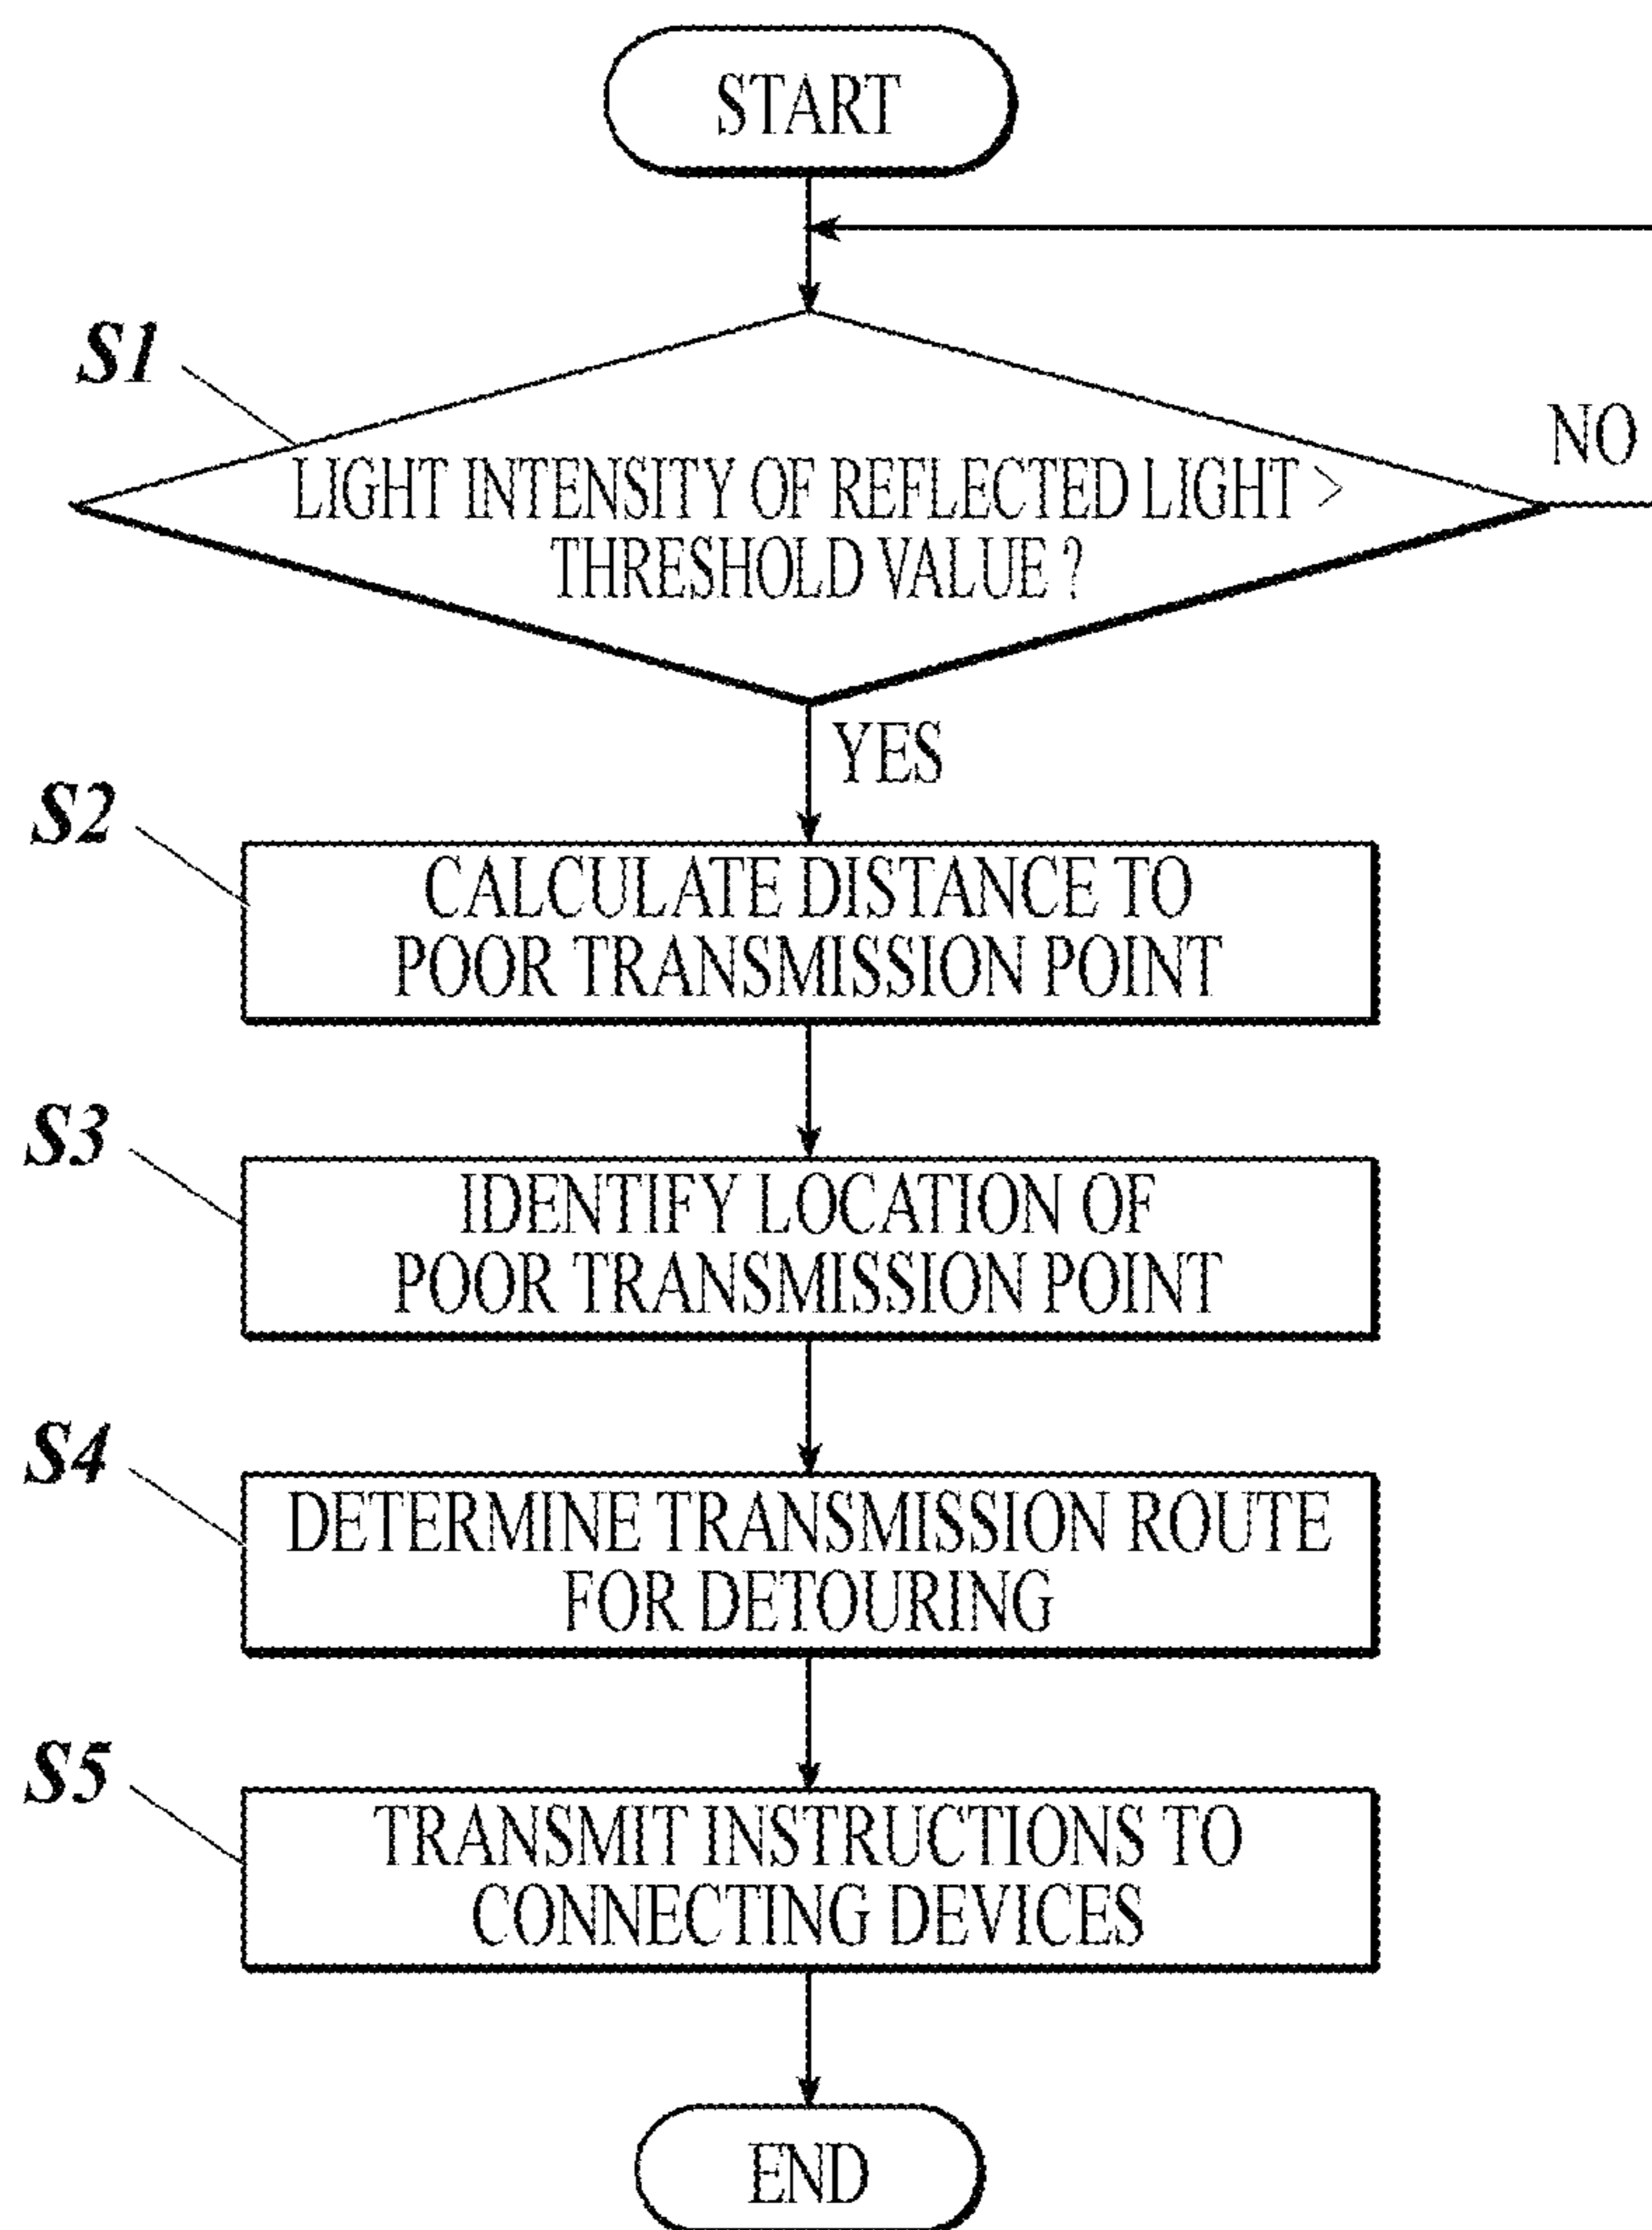 START
S1
LIGHT INTENSITY OF REFLECTED LIGHT >
THRESHOLD VALUE ?
NO
YES
S2
CALCULATE DISTANCE TO
POOR TRANSMISSION POINT
S3
IDENTIFY LOCATION OF
POOR TRANSMISSION POINT
S4
DETERMINE TRANSMISSION ROUTE
FOR DETOURING
S5
TRANSMIT INSTRUCTIONS TO
CONNECTING DEVICES
END